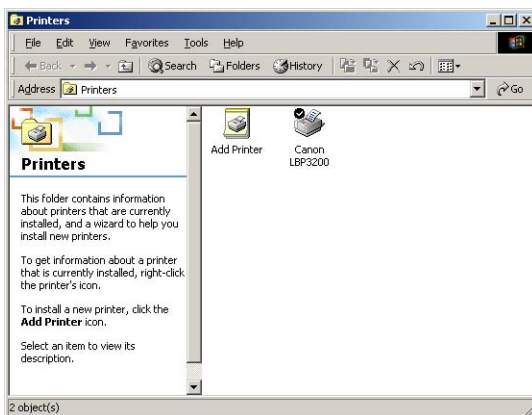 Printers
File Edit View Favorites Tools Help
Back Search Folders History
Address Printers Go
Printers
This folder contains information
about printers that are currently
installed, and a wizard to help you
install new printers.
To get information about a printer
that is currently installed, right-click
the printer's icon.
To install a new printer, click the
Add Printer icon.
Select an item to view its
description.
Add Printer
Canon
LBP3200
2 object(s)